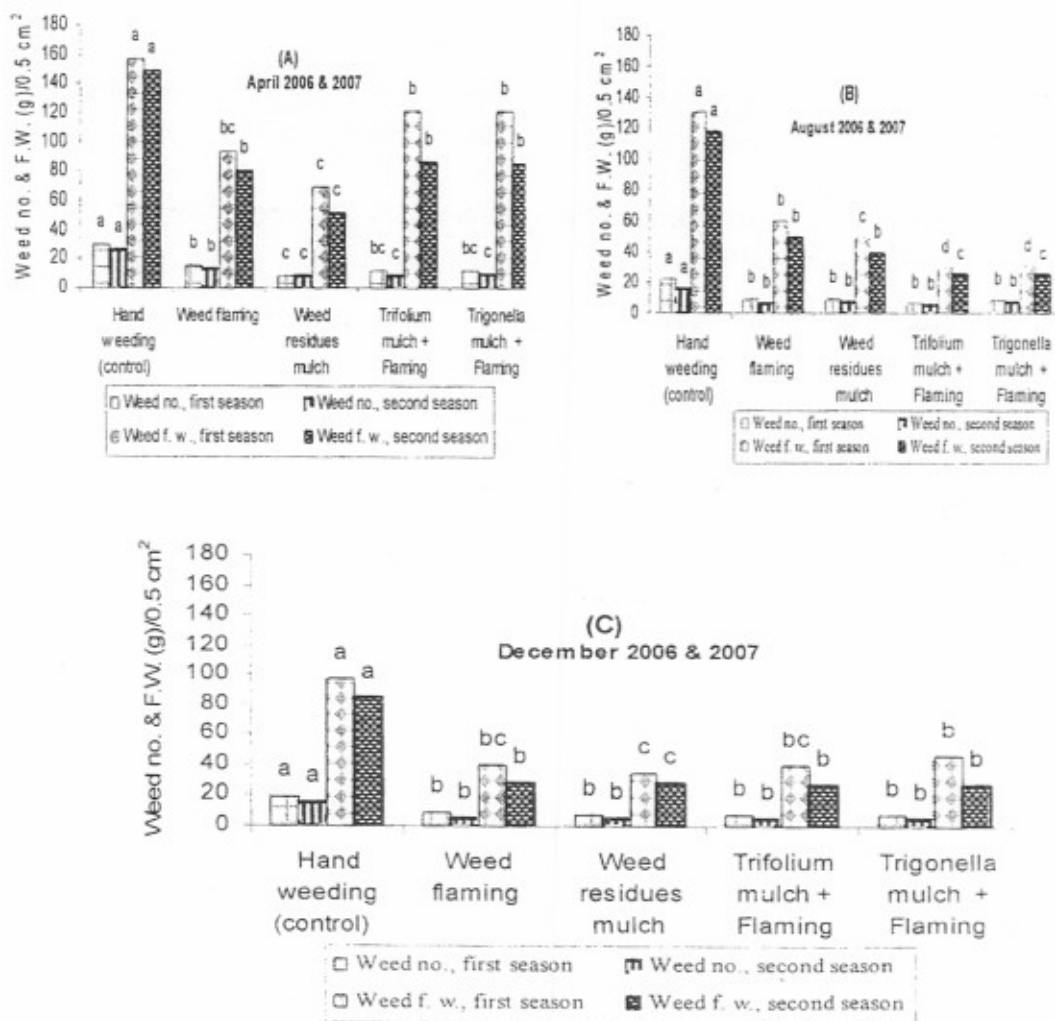 Weed no. & F.W. (g)/0.5 cm²
180
160
140
120
100
80
60
40
20
0
(A)
April 2006 & 2007
a
a
a
a
b
b
bc
b
c
c
c
c
bc
c
b
b
bc
c
b
b
Hand weeding (control)
Weed flaming
Weed residues mulch
Trifolium mulch + Flaming
Trigonella mulch + Flaming
Weed no., first season
Weed no., second season
Weed f. w., first season
Weed f. w., second season
Weed no. & F.W. (g)/0.5 cm²
180
160
140
120
100
80
60
40
20
0
(B)
August 2006 & 2007
a
a
a
a
b
b
b
b
b
b
c
b
b
b
d
c
b
b
d
c
Hand weeding (control)
Weed flaming
Weed residues mulch
Trifolium mulch + Flaming
Trigonella mulch + Flaming
Weed no., first season
Weed no., second season
Weed f. w., first season
Weed f. w., second season
Weed no. & F.W. (g)/0.5 cm²
180
160
140
120
100
80
60
40
20
0
(C)
December 2006 & 2007
a
a
a
a
b
b
bc
b
b
b
c
c
b
b
bc
b
b
b
b
b
Hand weeding (control)
Weed flaming
Weed residues mulch
Trifolium mulch + Flaming
Trigonella mulch + Flaming
Weed no., first season
Weed no., second season
Weed f. w., first season
Weed f. w., second season